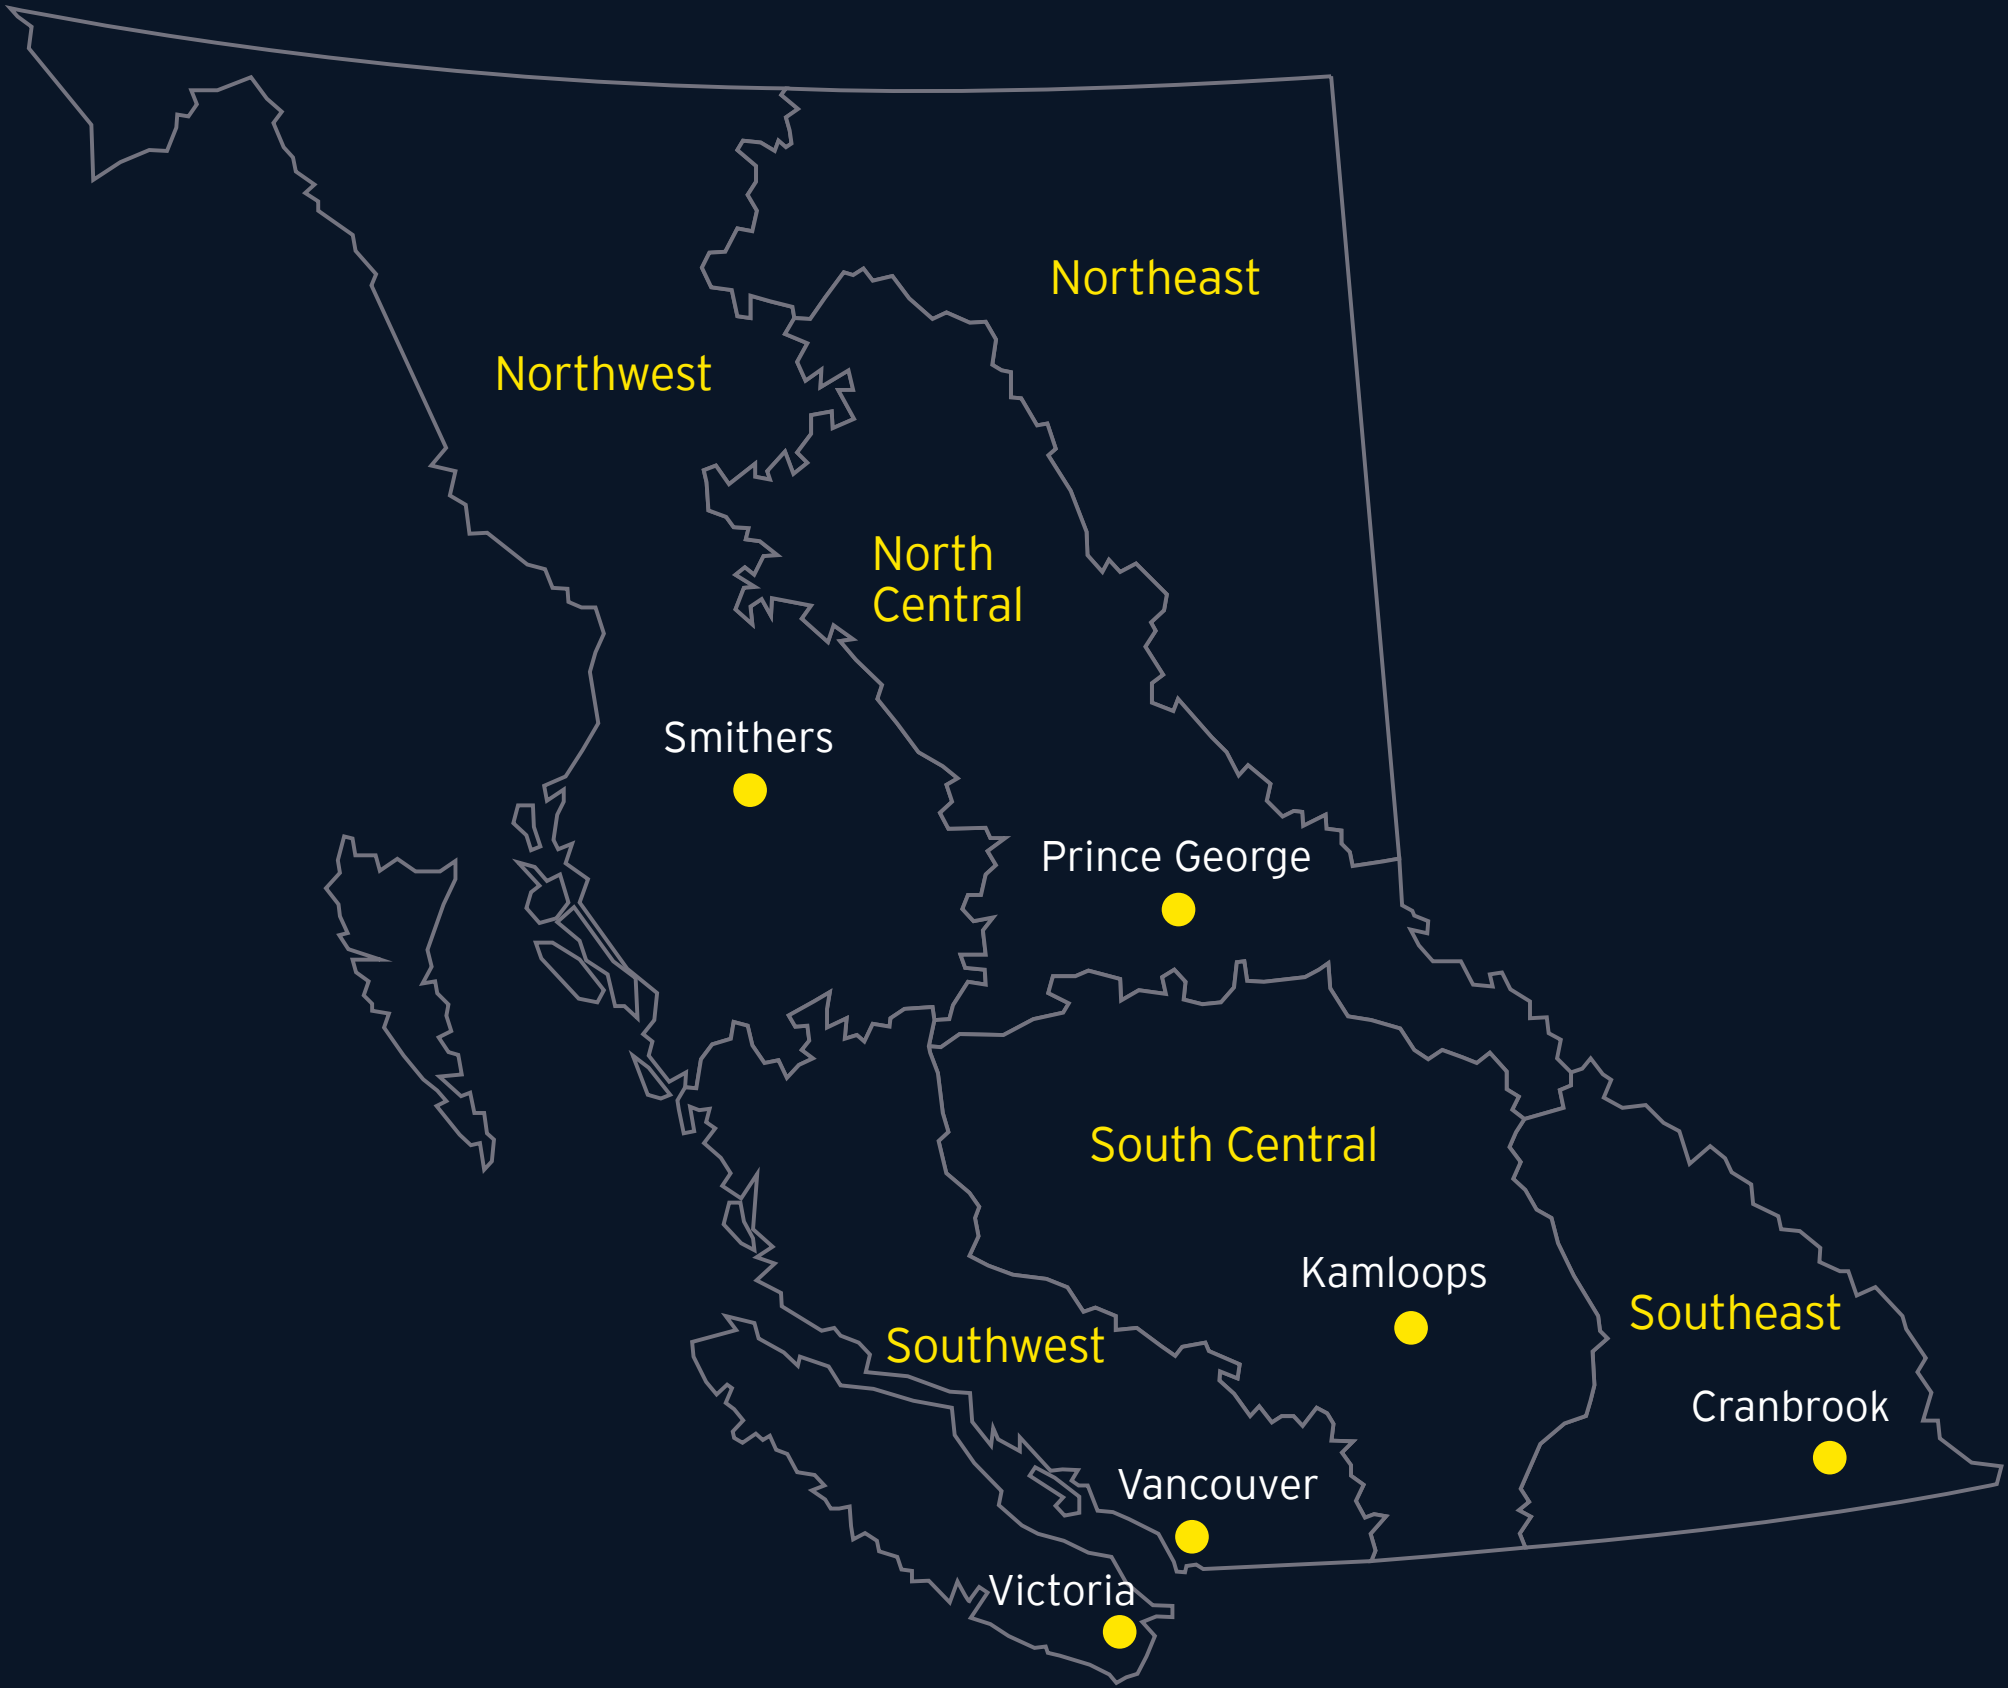 Northeast
Northwest
North
Central
Smithers
Prince George
South Central
Kamloops
Southeast
Southwest
Cranbrook
Vancouver
Victoria